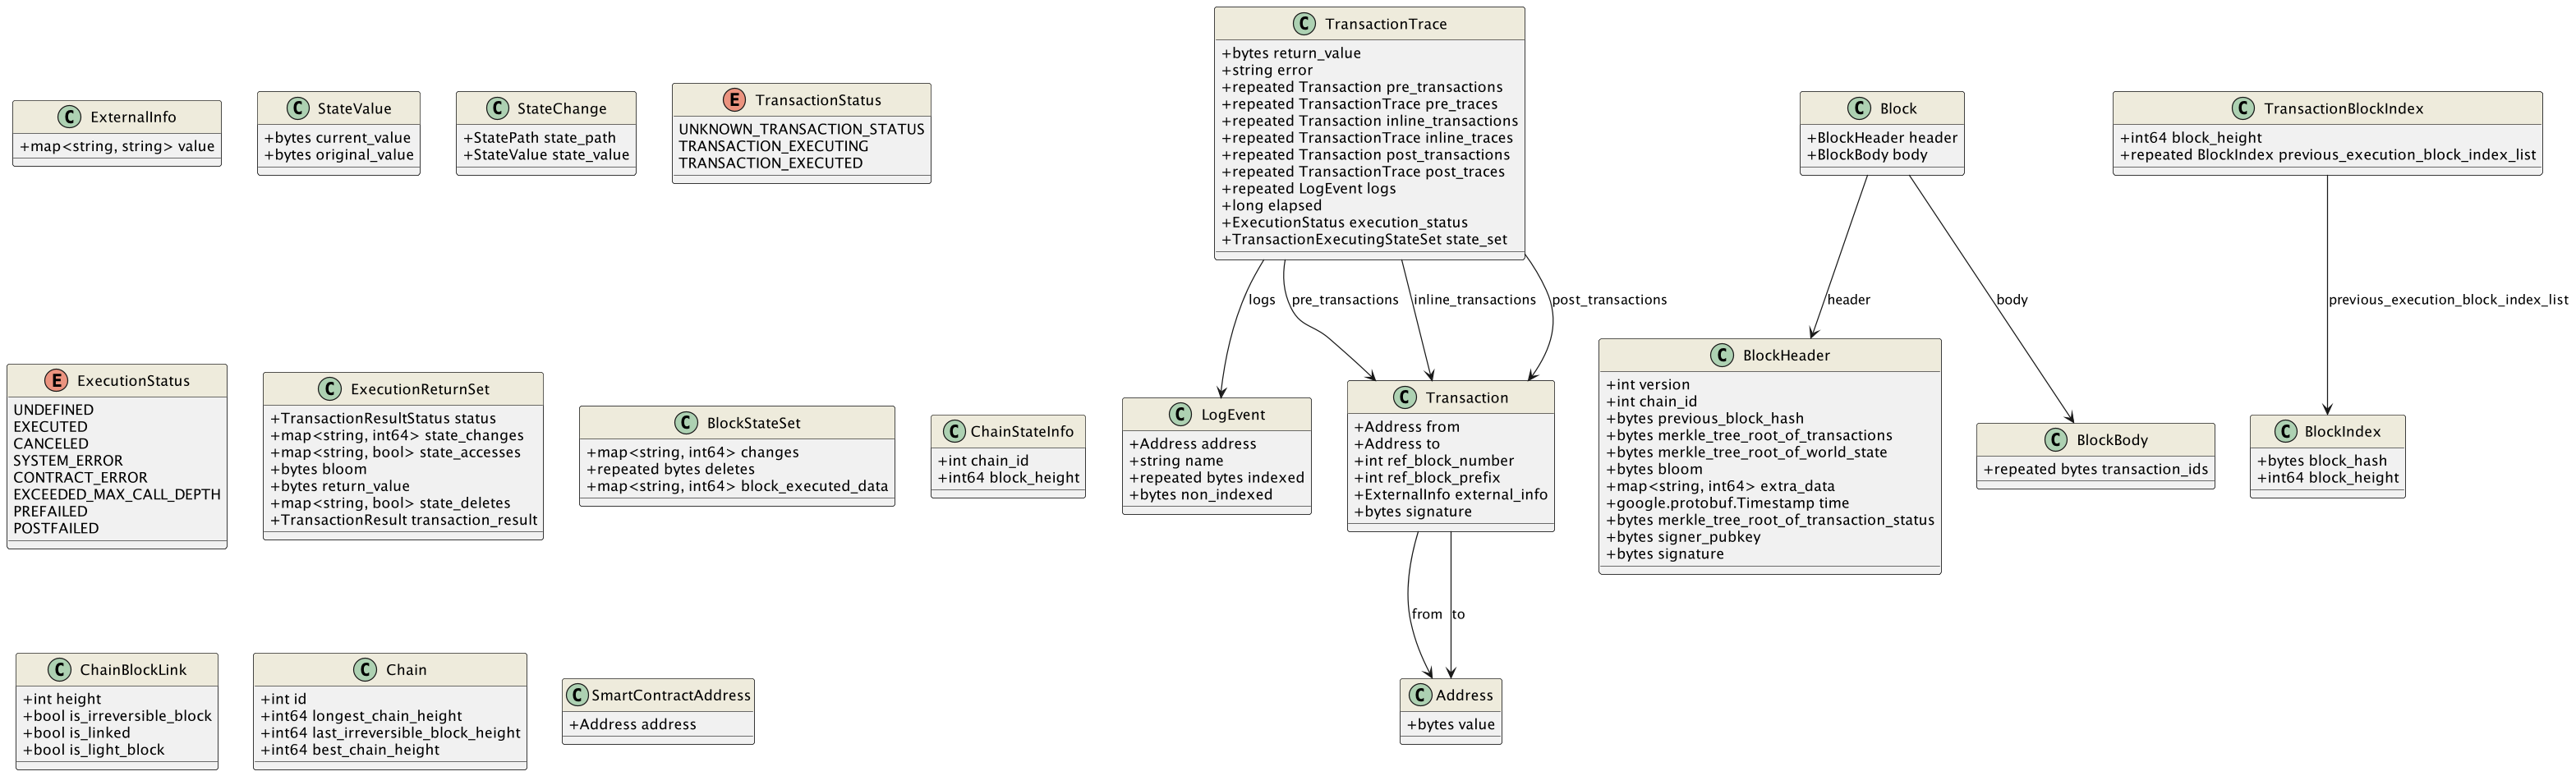 C ExternalInfo
+map<string, string> value
C StateValue
+bytes current_value
+bytes original_value
C StateChange
+StatePath state_path
+StateValue state_value
E TransactionStatus
UNKNOWN_TRANSACTION_STATUS
TRANSACTION_EXECUTING
TRANSACTION_EXECUTED
C TransactionTrace
+bytes return_value
+string error
+repeated Transaction pre_transactions
+repeated TransactionTrace pre_traces
+repeated Transaction inline_transactions
+repeated TransactionTrace inline_traces
+repeated Transaction post_transactions
+repeated TransactionTrace post_traces
+repeated LogEvent logs
+long elapsed
+ExecutionStatus execution_status
+TransactionExecutingStateSet state_set
C Block
+BlockHeader header
+BlockBody body
C TransactionBlockIndex
+int64 block_height
+repeated BlockIndex previous_execution_block_index_list
logs
pre_transactions
inline_transactions
post_transactions
header
body
previous_execution_block_index_list
E ExecutionStatus
UNDEFINED
EXECUTED
CANCELED
SYSTEM_ERROR
CONTRACT_ERROR
EXCEEDED_MAX_CALL_DEPTH
PREFAILED
POSTFAILED
C ExecutionReturnSet
+TransactionResultStatus status
+map<string, int64> state_changes
+map<string, bool> state_accesses
+bytes bloom
+bytes return_value
+map<string, bool> state_deletes
+TransactionResult transaction_result
C BlockStateSet
+map<string, int64> changes
+repeated bytes deletes
+map<string, int64> block_executed_data
C ChainStateInfo
+int chain_id
+int64 block_height
C LogEvent
+Address address
+string name
+repeated bytes indexed
+bytes non_indexed
C Transaction
+Address from
+Address to
+int ref_block_number
+int ref_block_prefix
+ExternalInfo external_info
+bytes signature
C BlockHeader
+int version
+int chain_id
+bytes previous_block_hash
+bytes merkle_tree_root_of_transactions
+bytes merkle_tree_root_of_world_state
+bytes bloom
+map<string, int64> extra_data
+google.protobuf.Timestamp time
+bytes merkle_tree_root_of_transaction_status
+bytes signer_pubkey
+bytes signature
C BlockBody
+repeated bytes transaction_ids
C BlockIndex
+bytes block_hash
+int64 block_height
from
to
C ChainBlockLink
+int height
+bool is_irreversible_block
+bool is_linked
+bool is_light_block
C Chain
+int id
+int64 longest_chain_height
+int64 last_irreversible_block_height
+int64 best_chain_height
C SmartContractAddress
+Address address
C Address
+bytes value